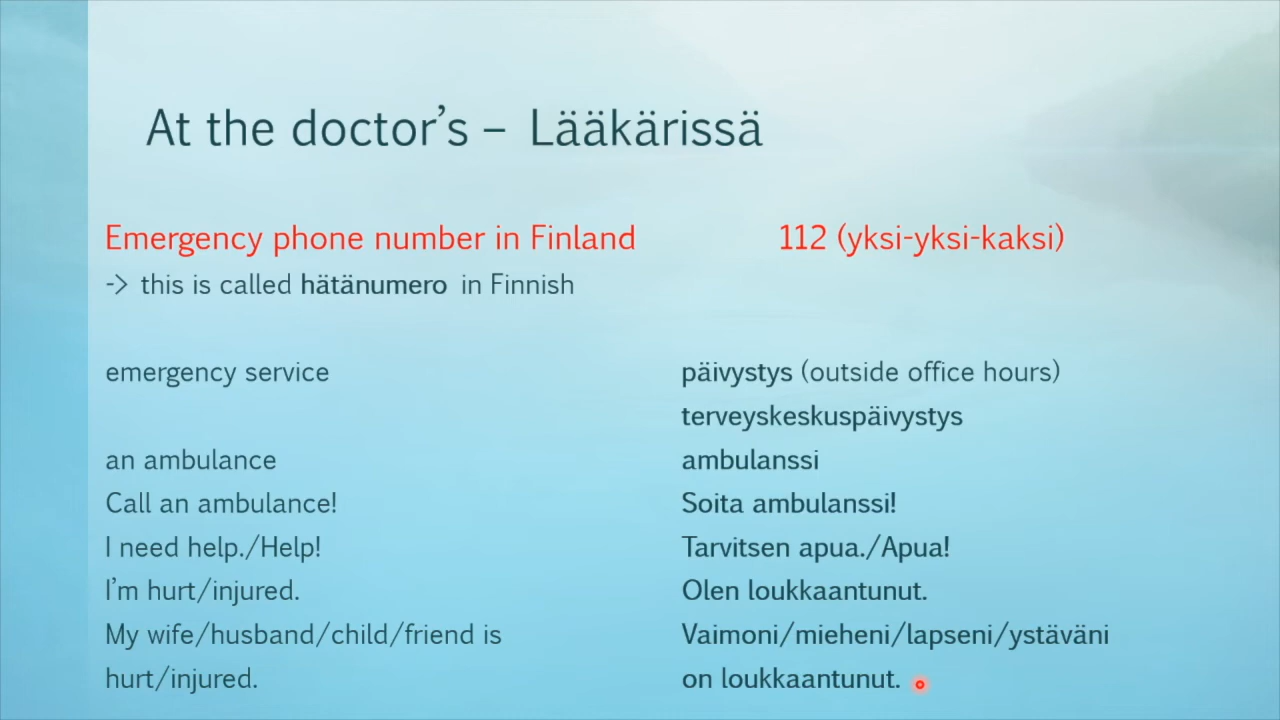 At the doctor’s – Lääkärissä
Emergency phone number in Finland 112 (yksi-yksi-kaksi)
-> this is called hätänumero in Finnish
emergency service päivystys (outside office hours)
terveyskeskuspäivystys
an ambulance ambulanssi
Call an ambulance! Soita ambulanssi!
I need help./Help! Tarvitsen apua./Apua!
I’m hurt/injured. Olen loukkaantunut.
My wife/husband/child/friend is Vaimoni/mieheni/lapseni/ystäväni
hurt/injured. on loukkaantunut.